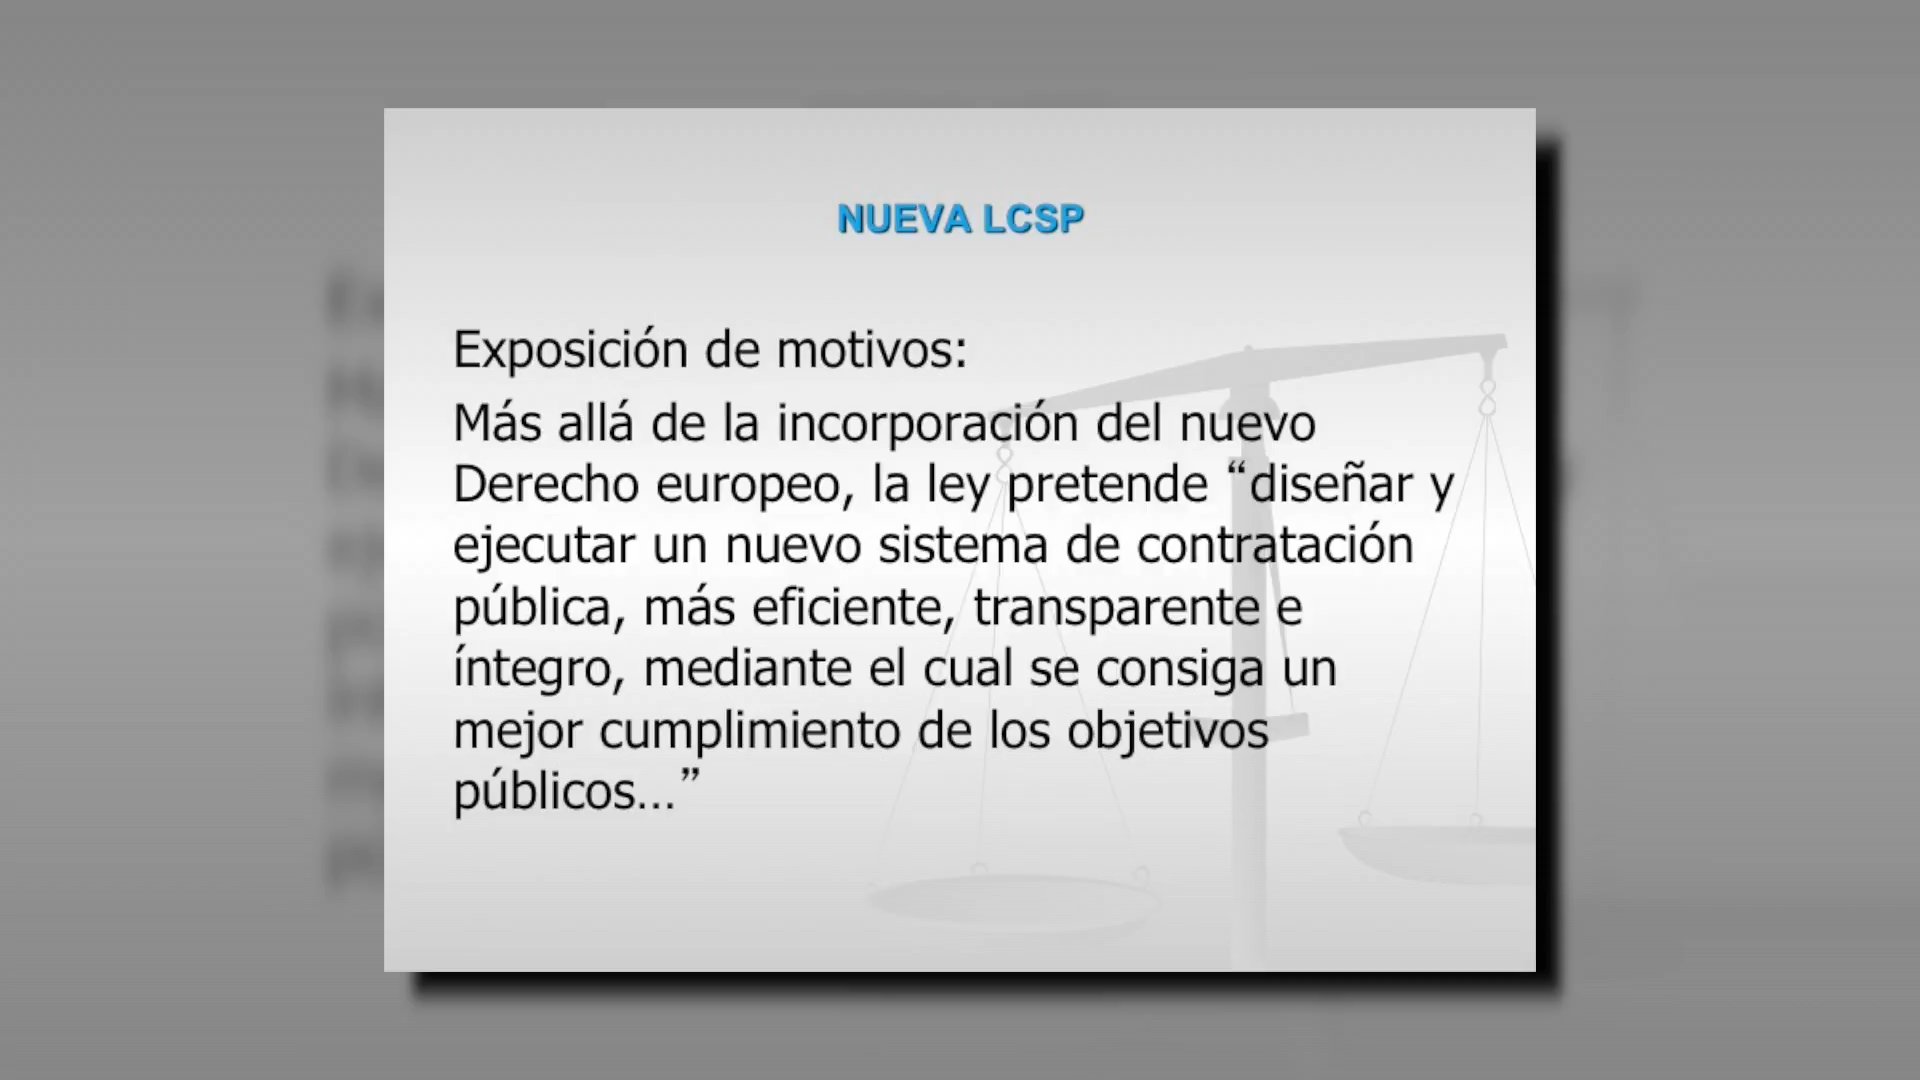 NUEVA LCSP
Exposición de motivos:
Más allá de la incorporación del nuevo
Derecho europeo, la ley pretende “diseñar y
ejecutar un nuevo sistema de contratación
pública, más eficiente, transparente e
íntegro, mediante el cual se consiga un
mejor cumplimiento de los objetivos
públicos…”